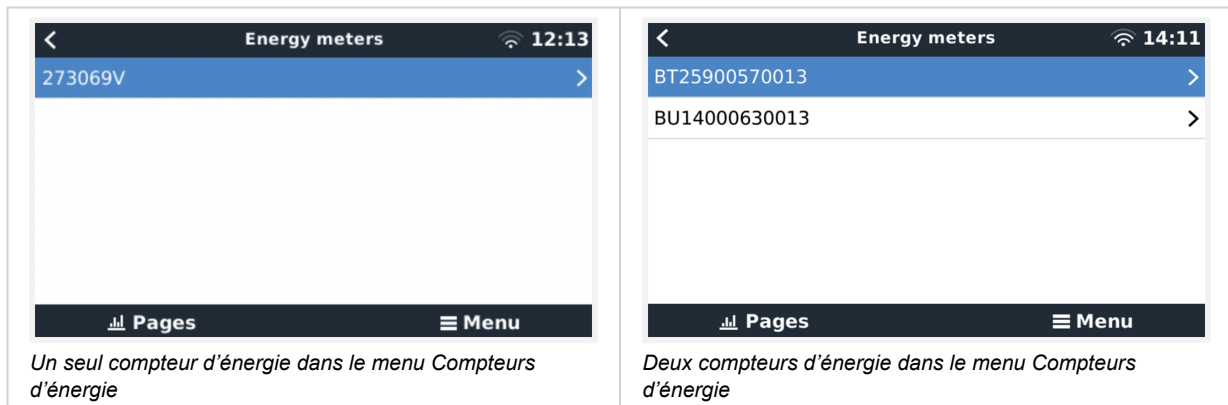 Energy meters 12:13
273069V
Pages Menu
Un seul compteur d'énergie dans le menu Compteurs
d'énergie
Energy meters 14:11
BT25900570013
BU14000630013
Pages Menu
Deux compteurs d'énergie dans le menu Compteurs
d'énergie